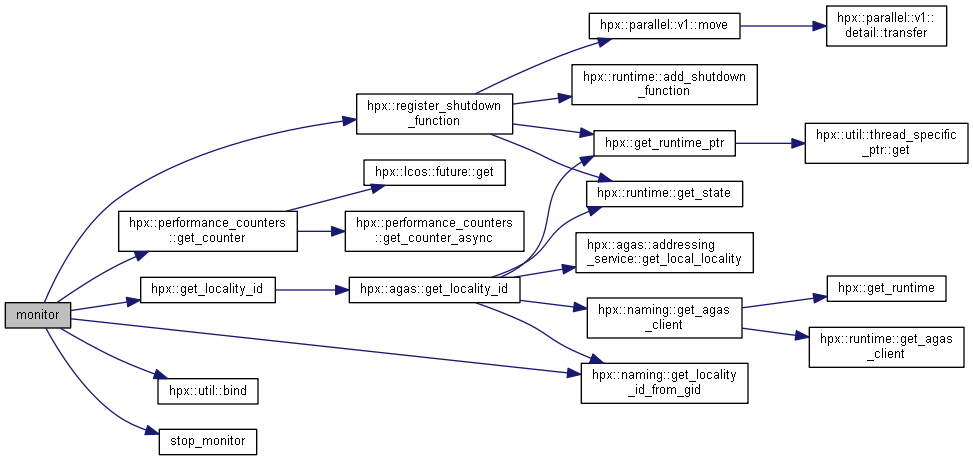 hpx::parallel::v1::move
hpx::parallel::v1::
detail::transfer
hpx::runtime::add_shutdown
_function
hpx::register_shutdown
_function
hpx::get_runtime_ptr
hpx::util::thread_specific
_ptr::get
hpx::lcos::future::get
hpx::runtime::get_state
hpx::performance_counters
::get_counter
hpx::performance_counters
::get_counter_async
hpx::agas::addressing
_service::get_local_locality
hpx::get_locality_id
hpx::agas::get_locality_id
hpx::get_runtime
monitor
hpx::naming::get_agas
_client
hpx::runtime::get_agas
_client
hpx::naming::get_locality
_id_from_gid
hpx::util::bind
stop_monitor